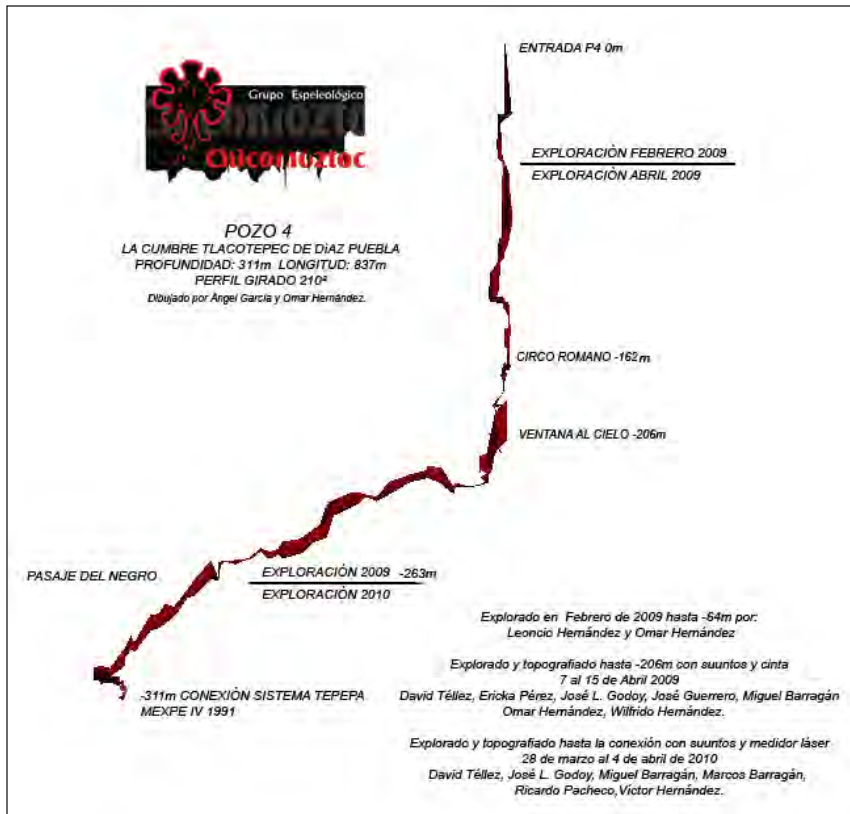 Grupo Espeleológico
ENTRADA P4 0m
EXPLORACIÓN FEBRERO 2009
EXPLORACIÓN ABRIL 2009
POZO 4
LA CUMBRE TLACOTEPEC DE DíAZ PUEBLA
PROFUNDIDAD: 311m LONGITUD: 837m
PERFIL GIRADO 210ª
Dibujado por Angel García y Omar Hernández.
CIRCO ROMANO -162m
VENTANA AL CIELO -206m
PASAJE DEL NEGRO
EXPLORACIÓN 2009 -263m
EXPLORACIÓN 2010
-311m CONEXIÓN SISTEMA TEPEPA
MEXPE IV 1991
Explorado en Febrero de 2009 hasta -64m por:
Leoncio Hernández y Omar Hernández
Explorado y topografiado hasta -206m con suuntos y cinta
7 al 15 de Abril 2009
David Téllez, Ericka Pérez, José L. Godoy, José Guerrero, Miguel Barragán
Omar Hernández, Wilfrido Hernández.
Explorado y topografiado hasta la conexión con suuntos y medidor láser
28 de marzo al 4 de abril de 2010
David Téllez, José L. Godoy, Miguel Barragán, Marcos Barragán,
Ricardo Pacheco,Víctor Hernández.